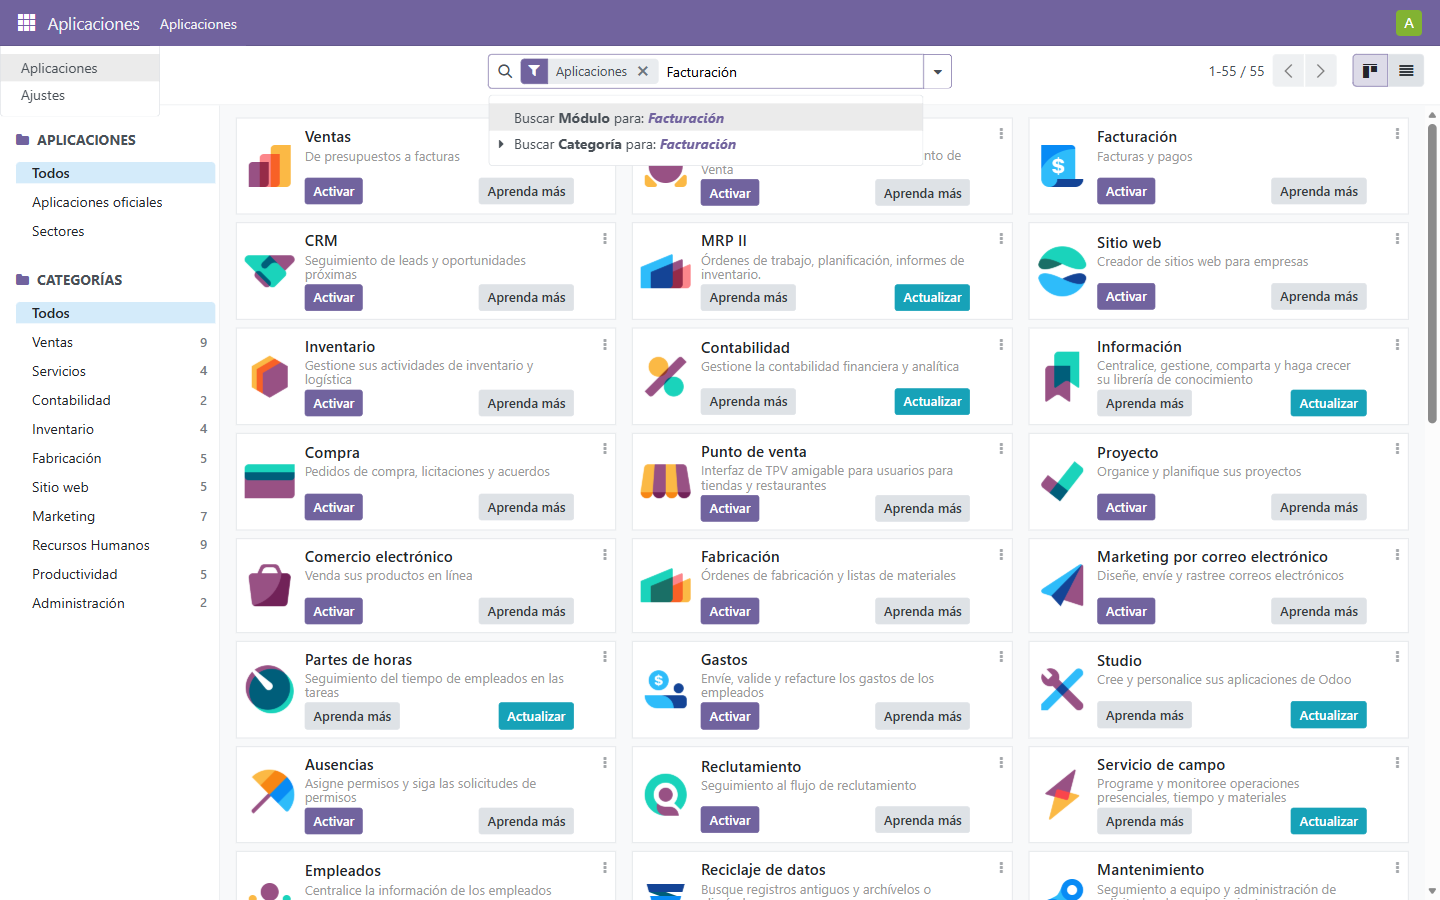 Aplicaciones
Aplicaciones
A
Aplicaciones
Ajustes
Aplicaciones
Facturación
1-55 / 55
Buscar Módulo para: Facturación
Buscar Categoría para: Facturación
APLICACIONES
Todos
Aplicaciones oficiales
Sectores
CATEGORÍAS
Todos
Ventas 9
Servicios 4
Contabilidad 2
Inventario 4
Fabricación 5
Sitio web 5
Marketing 7
Recursos Humanos 9
Productividad 5
Administración 2
Ventas
De presupuestos a facturas
Activar
Aprenda más
nto de
Venta
Activar
Aprenda más
Facturación
Facturas y pagos
Activar
Aprenda más
CRM
Seguimiento de leads y oportunidades
próximas
Activar
Aprenda más
MRP II
Órdenes de trabajo, planificación, informes de
inventario.
Aprenda más
Actualizar
Sitio web
Creador de sitios web para empresas
Activar
Aprenda más
Inventario
Gestione sus actividades de inventario y
logística
Activar
Aprenda más
Contabilidad
Gestione la contabilidad financiera y analítica
Aprenda más
Actualizar
Información
Centralice, gestione, comparta y haga crecer
su librería de conocimiento
Aprenda más
Actualizar
Compra
Pedidos de compra, licitaciones y acuerdos
Activar
Aprenda más
Punto de venta
Interfaz de TPV amigable para usuarios para
tiendas y restaurantes
Activar
Aprenda más
Proyecto
Organice y planifique sus proyectos
Activar
Aprenda más
Comercio electrónico
Venda sus productos en línea
Activar
Aprenda más
Fabricación
Órdenes de fabricación y listas de materiales
Activar
Aprenda más
Marketing por correo electrónico
Diseñe, envíe y rastree correos electrónicos
Activar
Aprenda más
Partes de horas
Seguimiento del tiempo de empleados en las
tareas
Aprenda más
Actualizar
Gastos
Envíe, valide y refacture los gastos de los
empleados
Activar
Aprenda más
Studio
Cree y personalice sus aplicaciones de Odoo
Aprenda más
Actualizar
Ausencias
Asigne permisos y siga las solicitudes de
permisos
Activar
Aprenda más
Reclutamiento
Seguimiento al flujo de reclutamiento
Activar
Aprenda más
Servicio de campo
Programe y monitoree operaciones
presenciales, tiempo y materiales
Aprenda más
Actualizar
Empleados
Centralice la información de los empleados
Reciclaje de datos
Busque registros antiguos y archívelos o
Mantenimiento
Segumiento a equipo y administración de